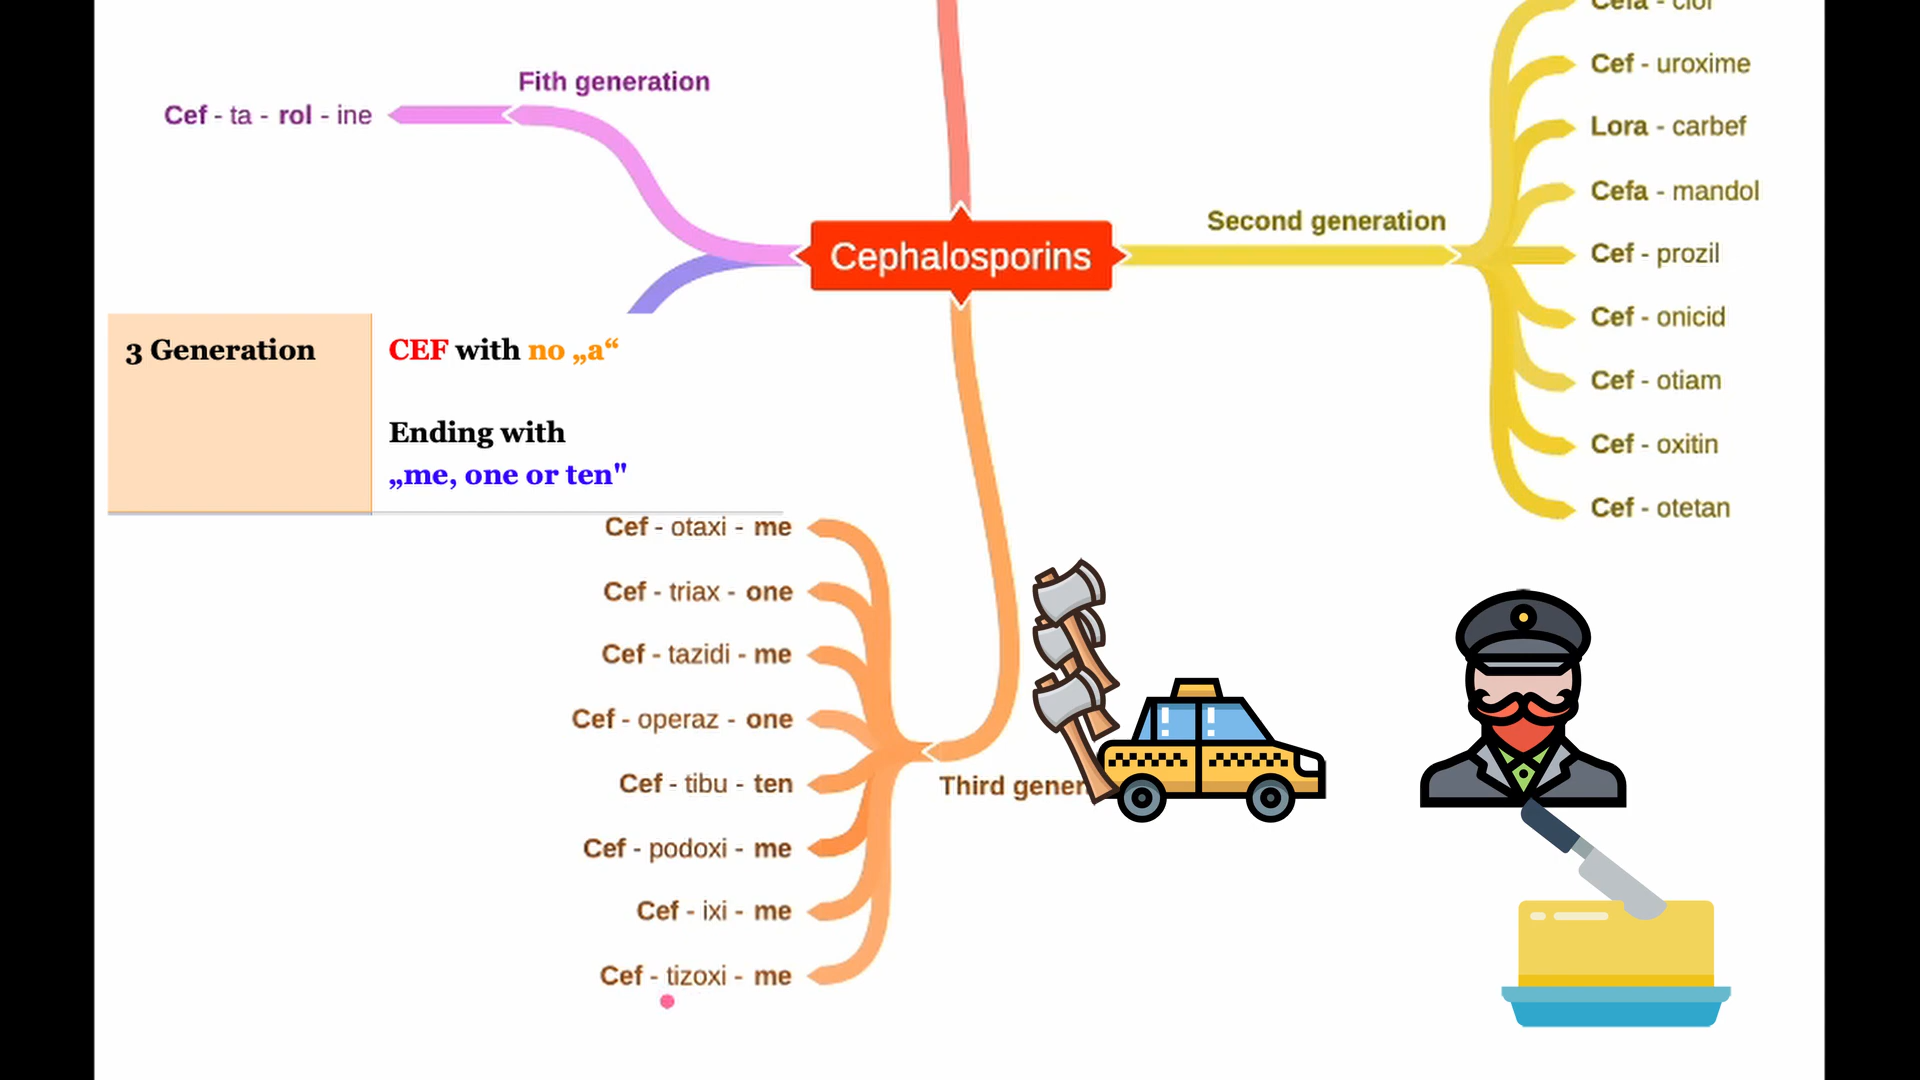 Fith generation
Cef - ta - rol - ine
Cephalosporins
Second generation
Cefa - clor
Cef - uroxime
Lora - carbef
Cefa - mandol
Cef - prozil
Cef - onicid
Cef - otiam
Cef - oxitin
Cef - otetan
3 Generation
CEF with no „a“
Ending with
„me, one or ten"
Cef - otaxi - me
Cef - triax - one
Cef - tazidi - me
Cef - operaz - one
Cef - tibu - ten
Cef - podoxi - me
Cef - ixi - me
Cef - tizoxi - me
Third gener